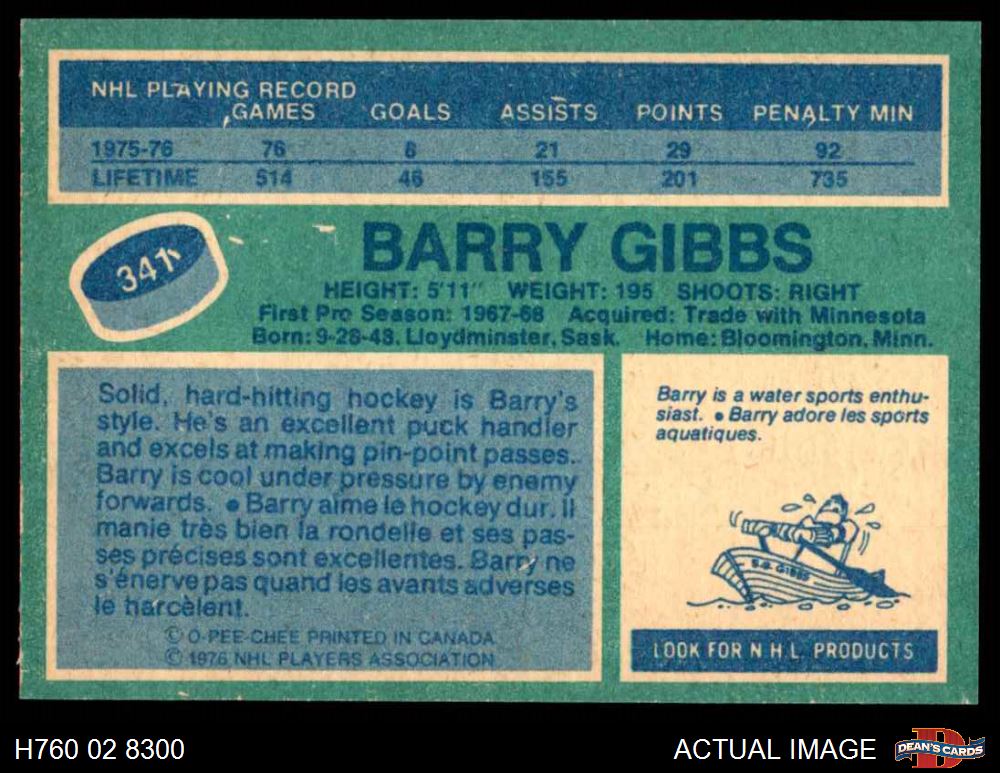 NHL PLAYING RECORD
GAMES GOALS ASSISTS POINTS PENALTY MIN
1975-76 76 8 21 29 92
LIFETIME 514 46 155 201 735
341
BARRY GIBBS
HEIGHT: 5'11" WEIGHT: 195 SHOOTS: RIGHT
First Pro Season: 1967-68 Acquired: Trade with Minnesota
Born: 9-28-48, Lloydminster, Sask. Home: Bloomington, Minn.
Solid, hard-hitting hockey is Barry's
style. He's an excellent puck handler
and excels at making pin-point passes.
Barry is cool under pressure by enemy
forwards. • Barry aime le hockey dur. Il
manie très bien la rondelle et ses pas-
ses précises sont excellentes. Barry ne
s'énerve pas quand les avants adverses
le harcèlent.
© O-PEE-CHEE PRINTED IN CANADA
© 1976 NHL PLAYERS ASSOCIATION
Barry is a water sports enthu-
siast. • Barry adore les sports
aquatiques.
GIBBS
LOOK FOR N H L PRODUCTS
H760 02 8300
ACTUAL IMAGE
D
DEAN'S CARDS